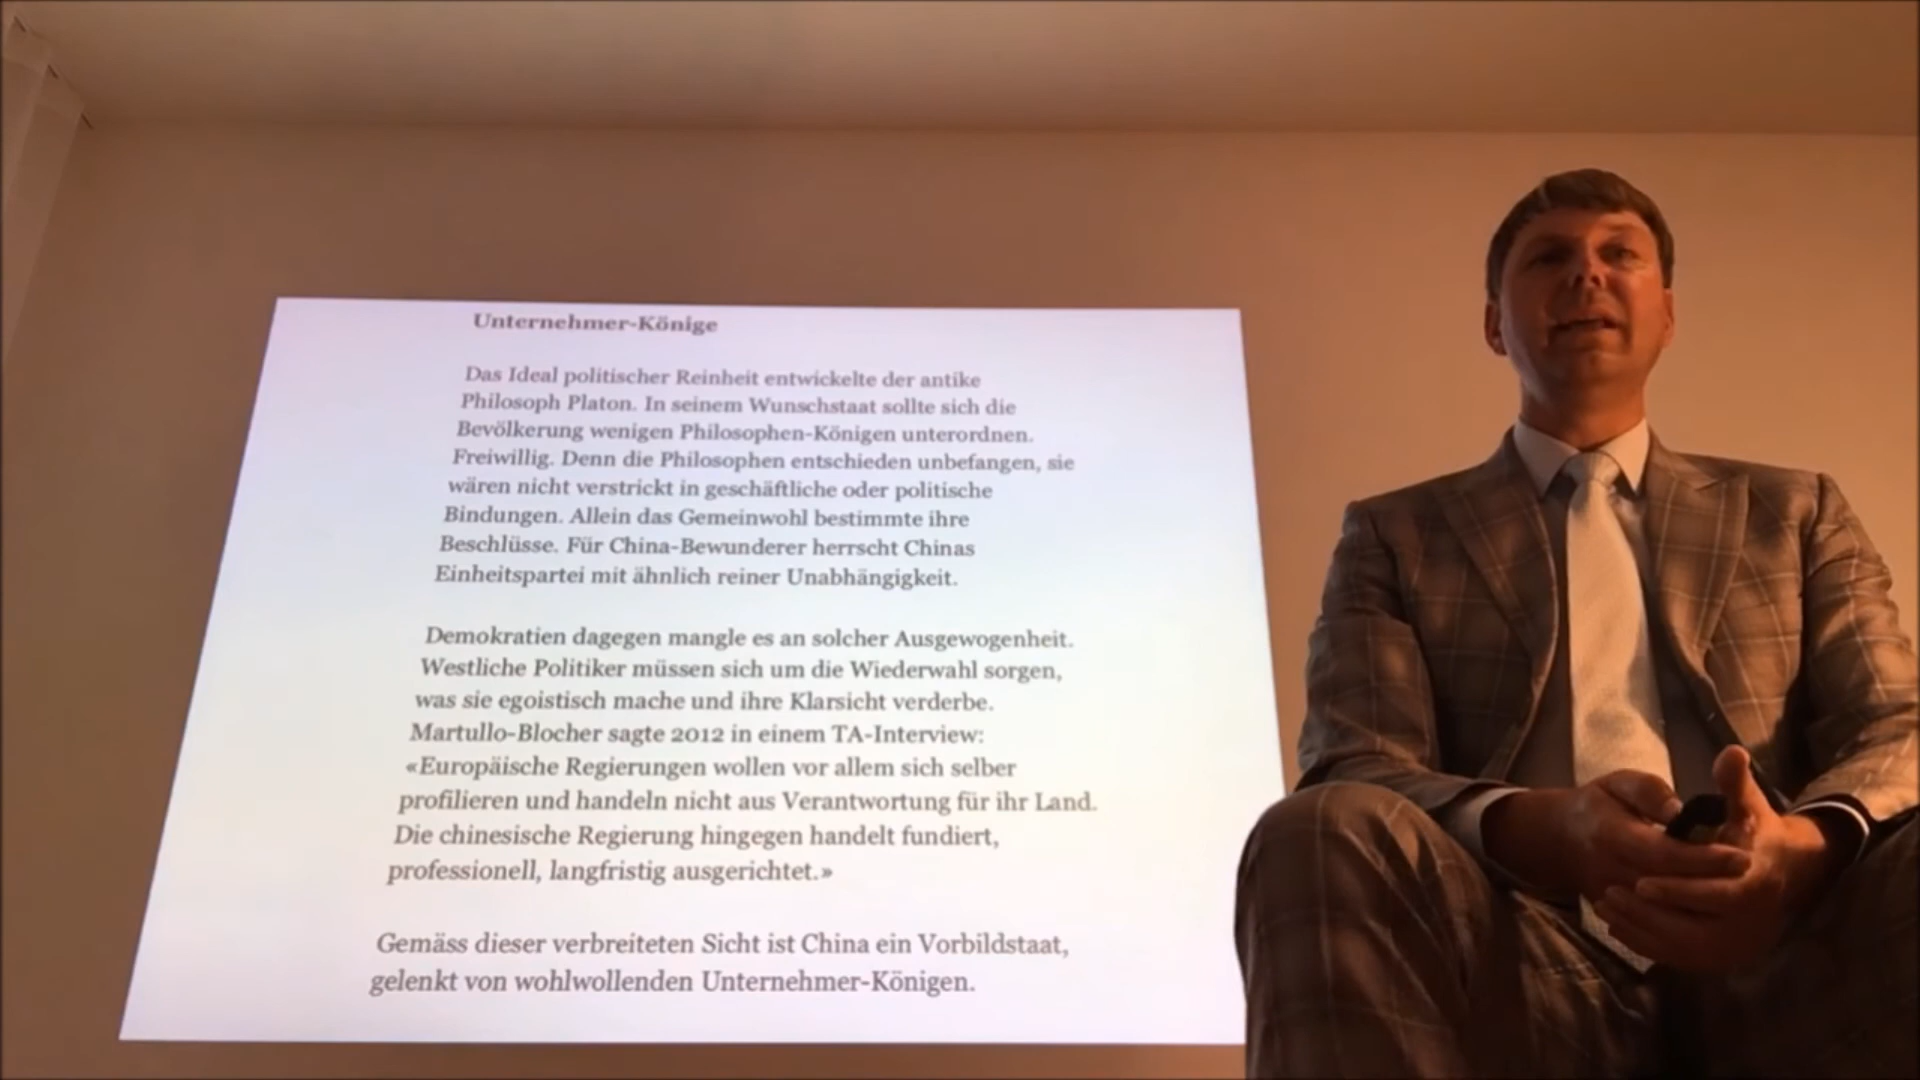 Unternehmer-Könige
Das Ideal politischer Reinheit entwickelte der antike
Philosoph Platon. In seinem Wunschstaat sollte sich die
Bevölkerung wenigen Philosophen-Königen unterordnen.
Freiwillig. Denn die Philosophen entschieden unbefangen, sie
wären nicht verstrickt in geschäftliche oder politische
Bindungen. Allein das Gemeinwohl bestimmte ihre
Beschlüsse. Für China-Bewunderer herrscht Chinas
Einheitspartei mit ähnlich reiner Unabhängigkeit.
Demokratien dagegen mangle es an solcher Ausgewogenheit.
Westliche Politiker müssen sich um die Wiederwahl sorgen,
was sie egoistisch mache und ihre Klarsicht verderbe.
Martullo-Blocher sagte 2012 in einem TA-Interview:
«Europäische Regierungen wollen vor allem sich selber
profilieren und handeln nicht aus Verantwortung für ihr Land.
Die chinesische Regierung hingegen handelt fundiert,
professionell, langfristig ausgerichtet.»
Gemäss dieser verbreiteten Sicht ist China ein Vorbildstaat,
gelenkt von wohlwollenden Unternehmer-Königen.